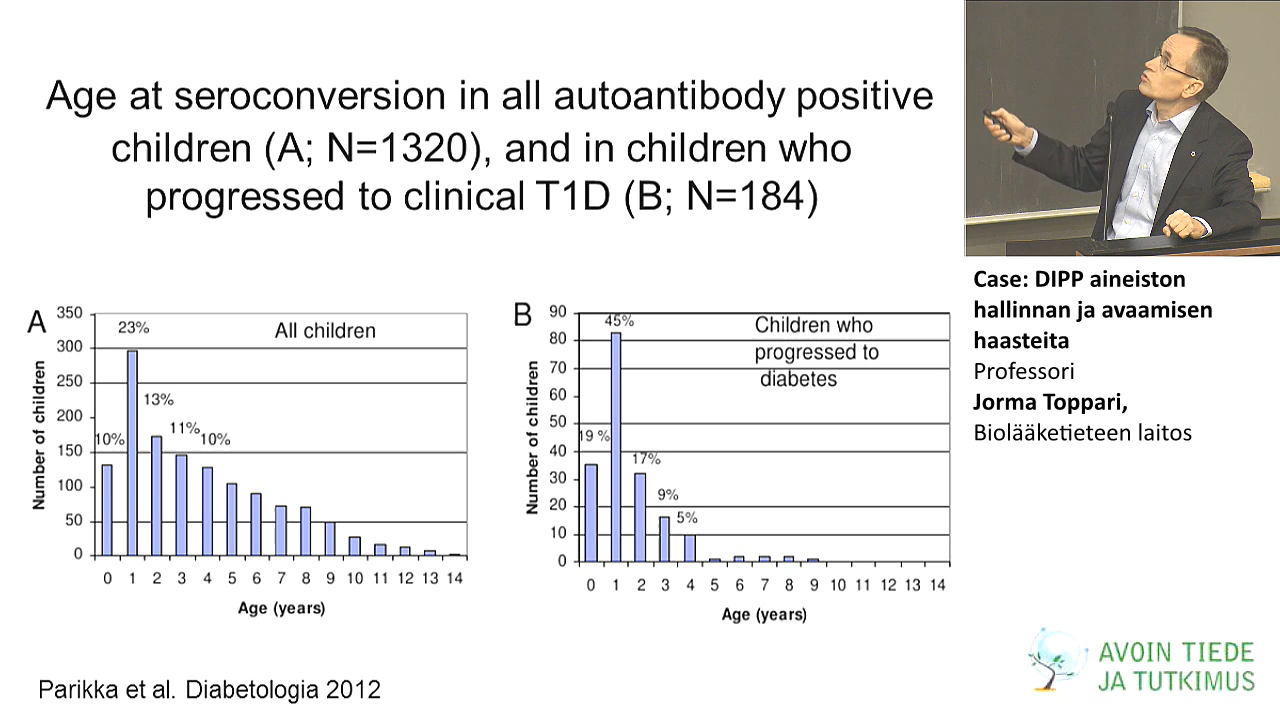 Age at seroconversion in all autoantibody positive
children (A; N=1320), and in children who
progressed to clinical T1D (B; N=184)
A
All children
Number of children
350
300
250
200
150
100
50
0
23%
13%
11%
10%
10%
0 1 2 3 4 5 6 7 8 9 10 11 12 13 14
Age (years)
B
Children who
progressed to
diabetes
Number of children
90
80
70
60
50
40
30
20
10
0
45%
19 %
17%
9%
5%
0 1 2 3 4 5 6 7 8 9 10 11 12 13 14
Age (years)
Parikka et al. Diabetologia 2012
Case: DIPP aineiston
hallinnan ja avaamisen
haasteita
Professori
Jorma Toppari,
Biolääketieteen laitos
AVOIN TIEDE
JA TUTKIMUS